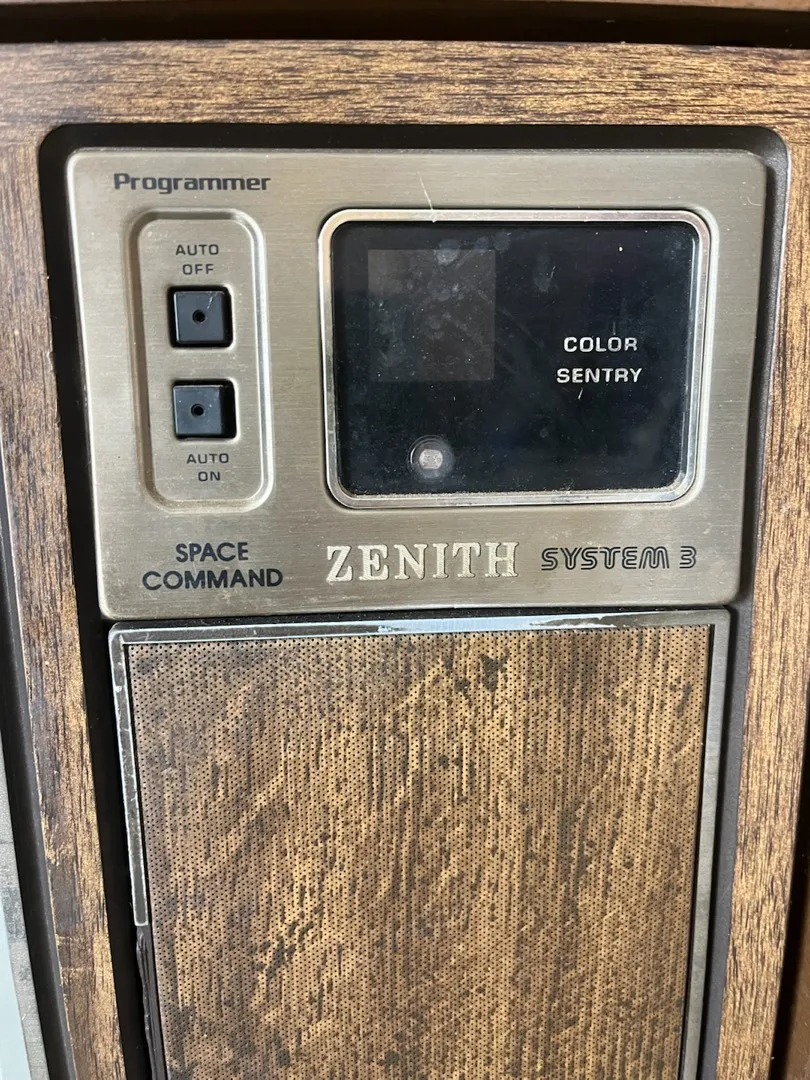 Programmer
AUTO
OFF
AUTO
ON
COLOR
SENTRY
SPACE
COMMAND
ZENITH SYSTEM 3